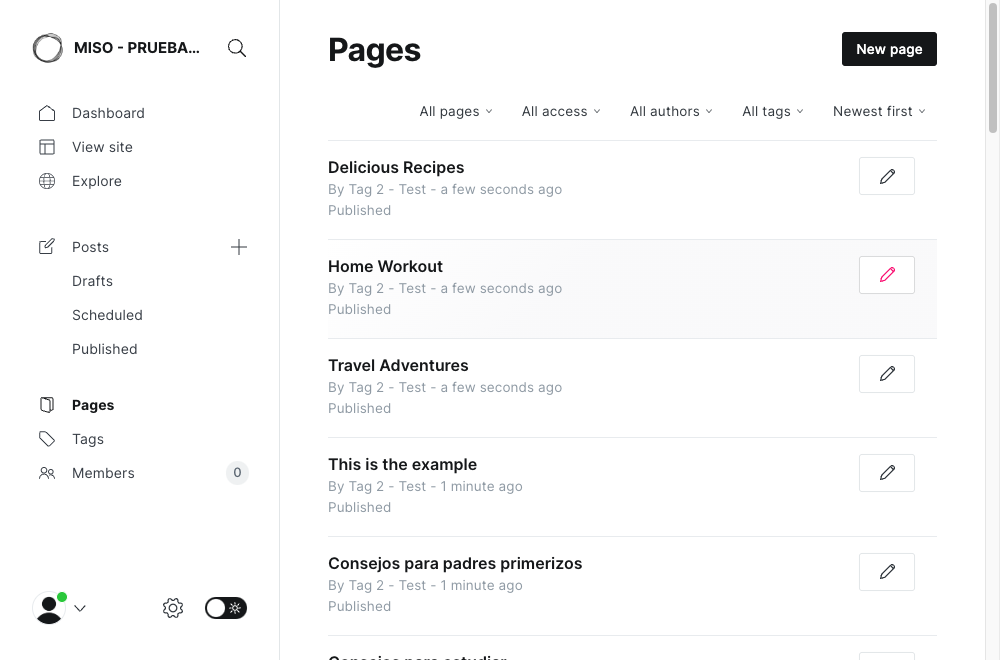 MISO - PRUEBA...
Dashboard
View site
Explore
Posts
Drafts
Scheduled
Published
Pages
Tags
Members
0
Pages
New page
All pages
All access
All authors
All tags
Newest first
Delicious Recipes
By Tag 2 - Test - a few seconds ago
Published
Home Workout
By Tag 2 - Test - a few seconds ago
Published
Travel Adventures
By Tag 2 - Test - a few seconds ago
Published
This is the example
By Tag 2 - Test - 1 minute ago
Published
Consejos para padres primerizos
By Tag 2 - Test - 1 minute ago
Published
Consejos para estudiar